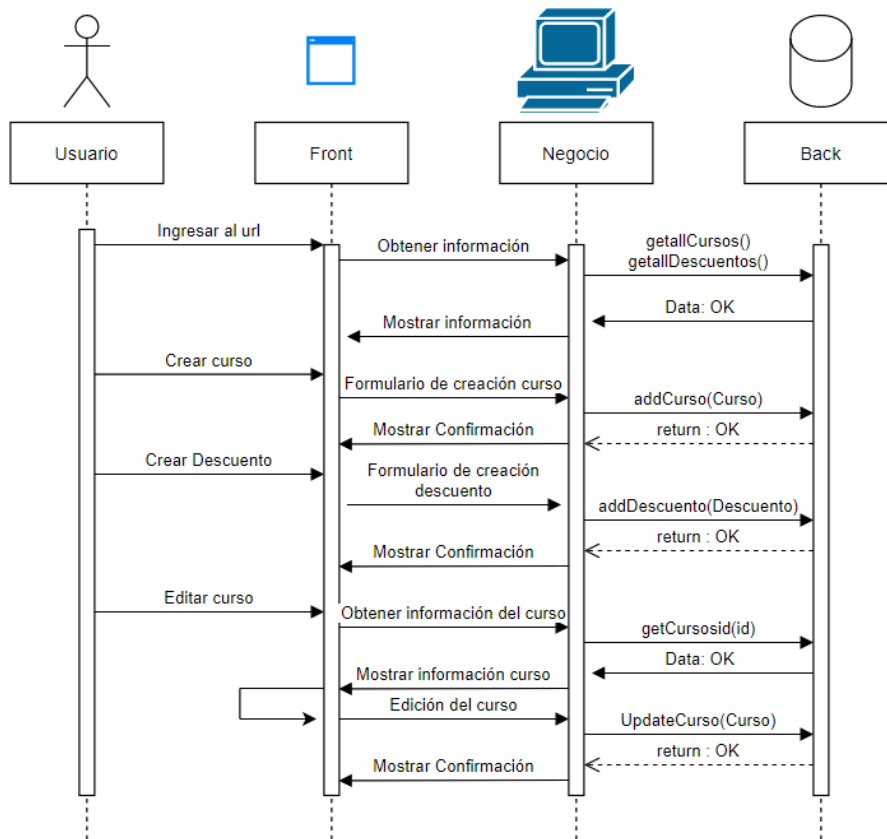 Usuario
Front
Negocio
Back
Ingresar al url
Obtener información
getallCursos()
getallDescuentos()
Data: OK
Mostrar información
Crear curso
Formulario de creación curso
addCurso(Curso)
Mostrar Confirmación
return : OK
Crear Descuento
Formulario de creación
descuento
addDescuento(Descuento)
return : OK
Mostrar Confirmación
Editar curso
Obtener información del curso
getCursosid(id)
Data: OK
Mostrar información curso
Edición del curso
UpdateCurso(Curso)
return : OK
Mostrar Confirmación